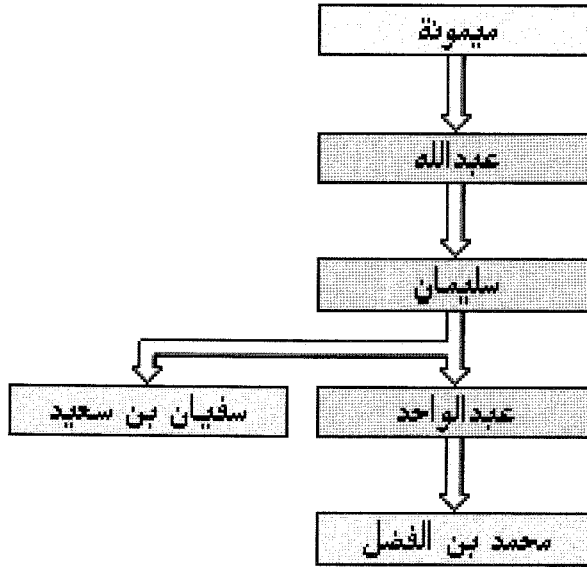 ميمونة
عبدالله
سليمان
عبدالواحد
سفيان بن سعيد
محمد بن الفضل